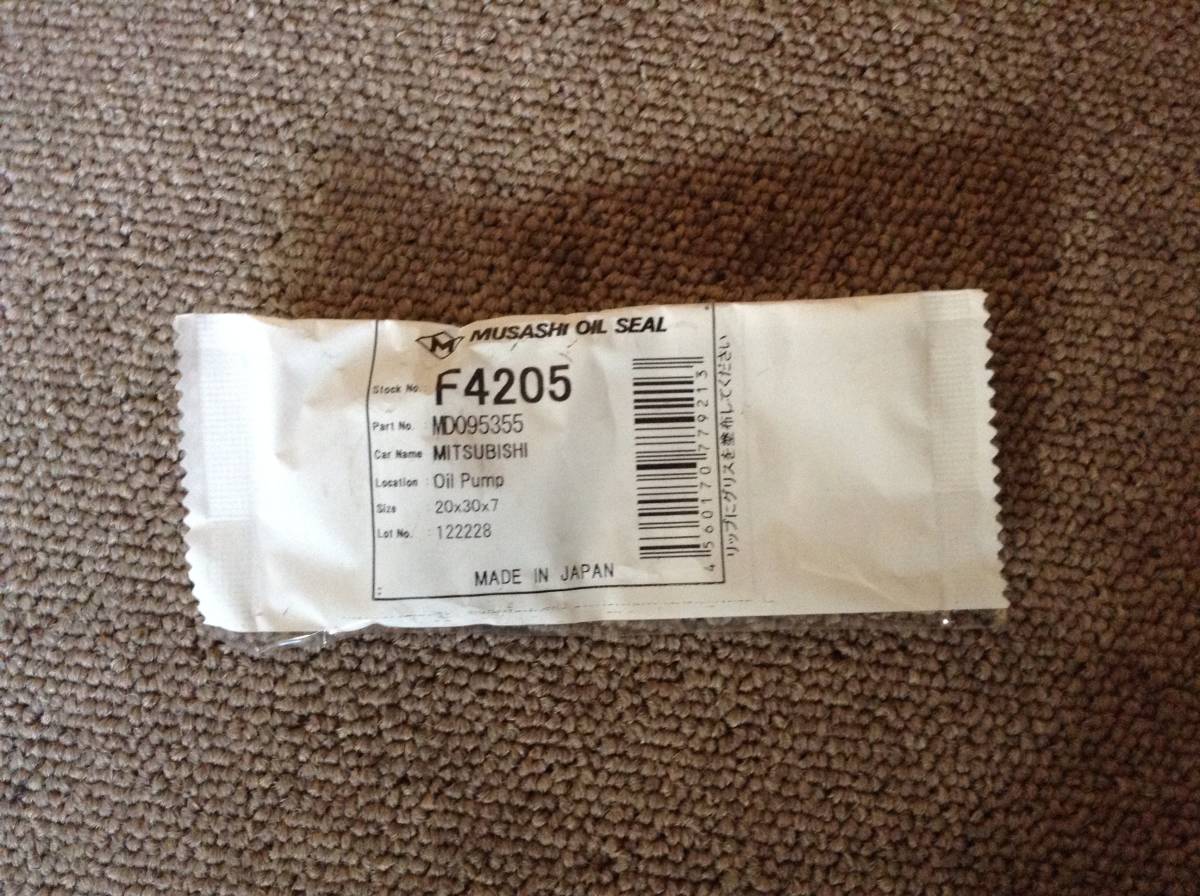 M MUSASHI OIL SEAL
Stock No. : F4205
Part No. : MD095355
Car Name : MITSUBISHI
Location : Oil Pump
Size : 20x30x7
Lot No. : 122228
MADE IN JAPAN
4560170779213
リップにグリスを塗布してください